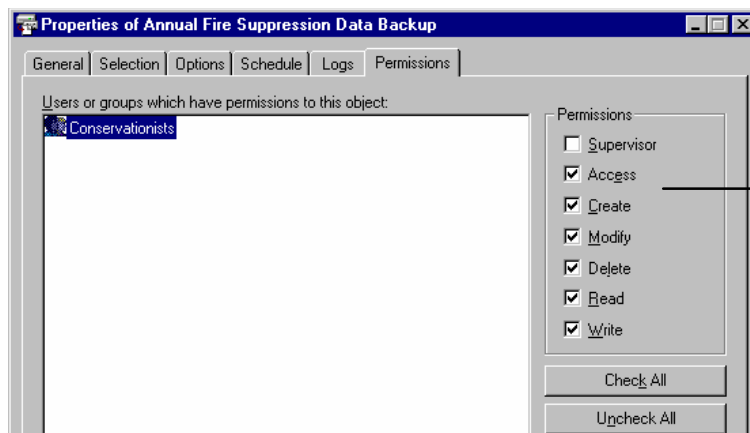 Properties of Annual Fire Suppression Data Backup
General Selection Options Schedule Logs Permissions
Users or groups which have permissions to this object:
Conservationists
Permissions
Supervisor
Access
Create
Modify
Delete
Read
Write
Check All
Uncheck All